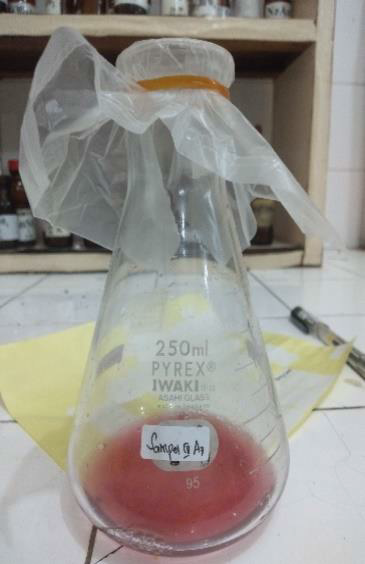 250ml
PYREX®
IWAKI
ASAHI GLASS
Sampel
95